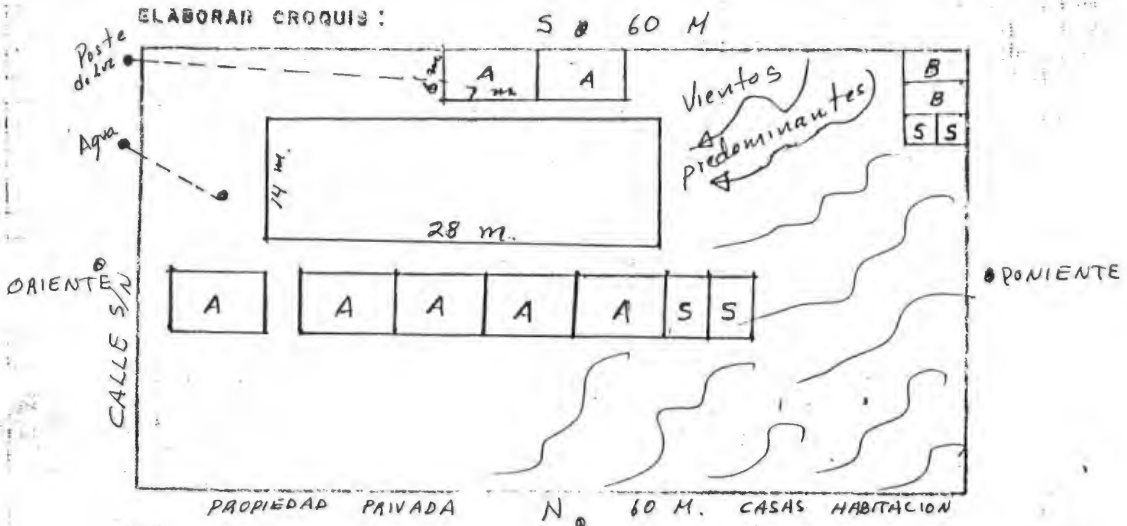 ELABORAR CROQUIS:
S 60 M
Poste
de luz
A A
6 m
7 m
Vientos
predominantes
B
B
S S
Agua
14 m.
28 m.
ORIENTE
PONIENTE
CALLE S/N
A A A A A S S
PROPIEDAD PRIVADA N 60 M. CASAS HABITACION